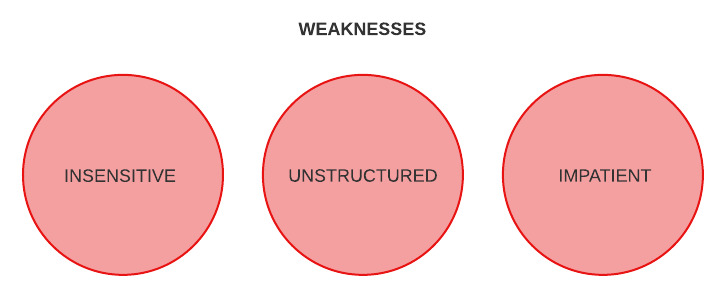 WEAKNESSES
INSENSITIVE
UNSTRUCTURED
IMPATIENT